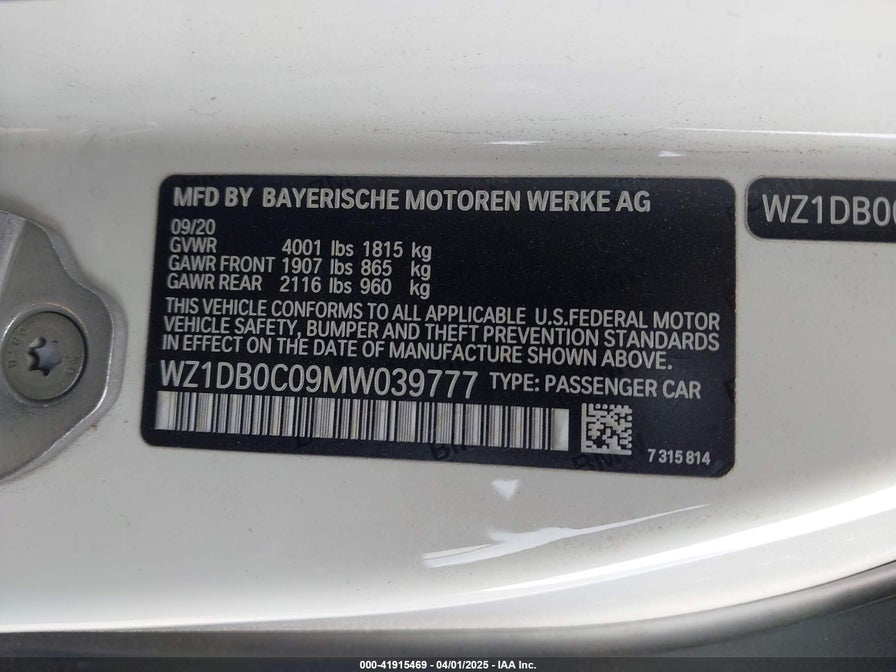 MFD BY BAYERISCHE MOTOREN WERKE AG
09/20
GVWR 4001 lbs 1815 kg
GAWR FRONT 1907 lbs 865 kg
GAWR REAR 2116 lbs 960 kg
THIS VEHICLE CONFORMS TO ALL APPLICABLE U.S.FEDERAL MOTOR
VEHICLE SAFETY, BUMPER AND THEFT PREVENTION STANDARDS
IN EFFECT ON THE DATE OF MANUFACTURE SHOWN ABOVE.
WZ1DB0C09MW039777 TYPE: PASSENGER CAR
7 315 814
WZ1DB0
8.8
000-41915469 - 04/01/2025 - IAA Inc.